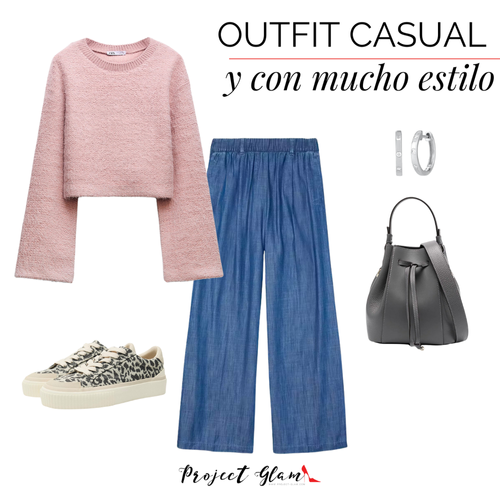 OUTFIT CASUAL
y con mucho estilo
Project Glam